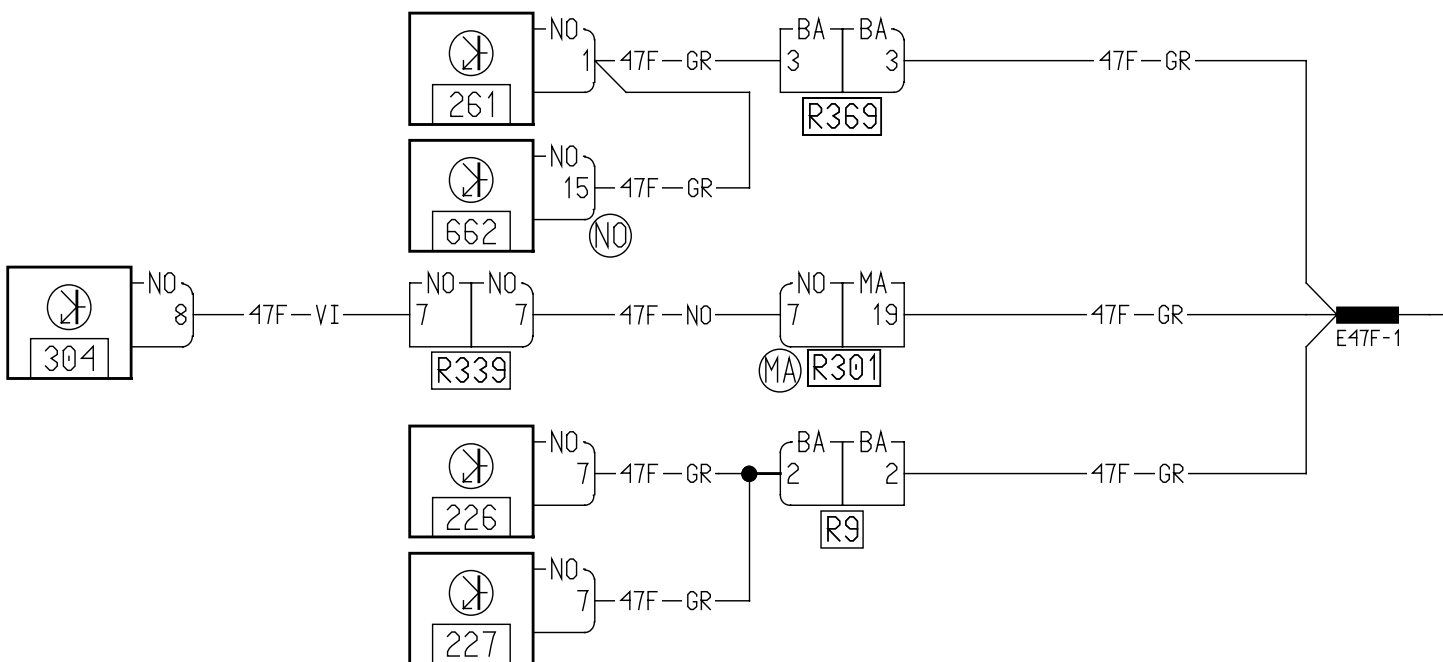 NO
1 47F GR
BA BA
3 3
47F GR
261
R369
NO
15 47F GR
662
NO
NO
8 47F VI
304
NO NO
7 7
R339
47F NO
NO MA
7 19
MA R301
47F GR
E47F-1
NO
7 47F GR
226
BA BA
2 2
R9
47F GR
NO
7 47F GR
227